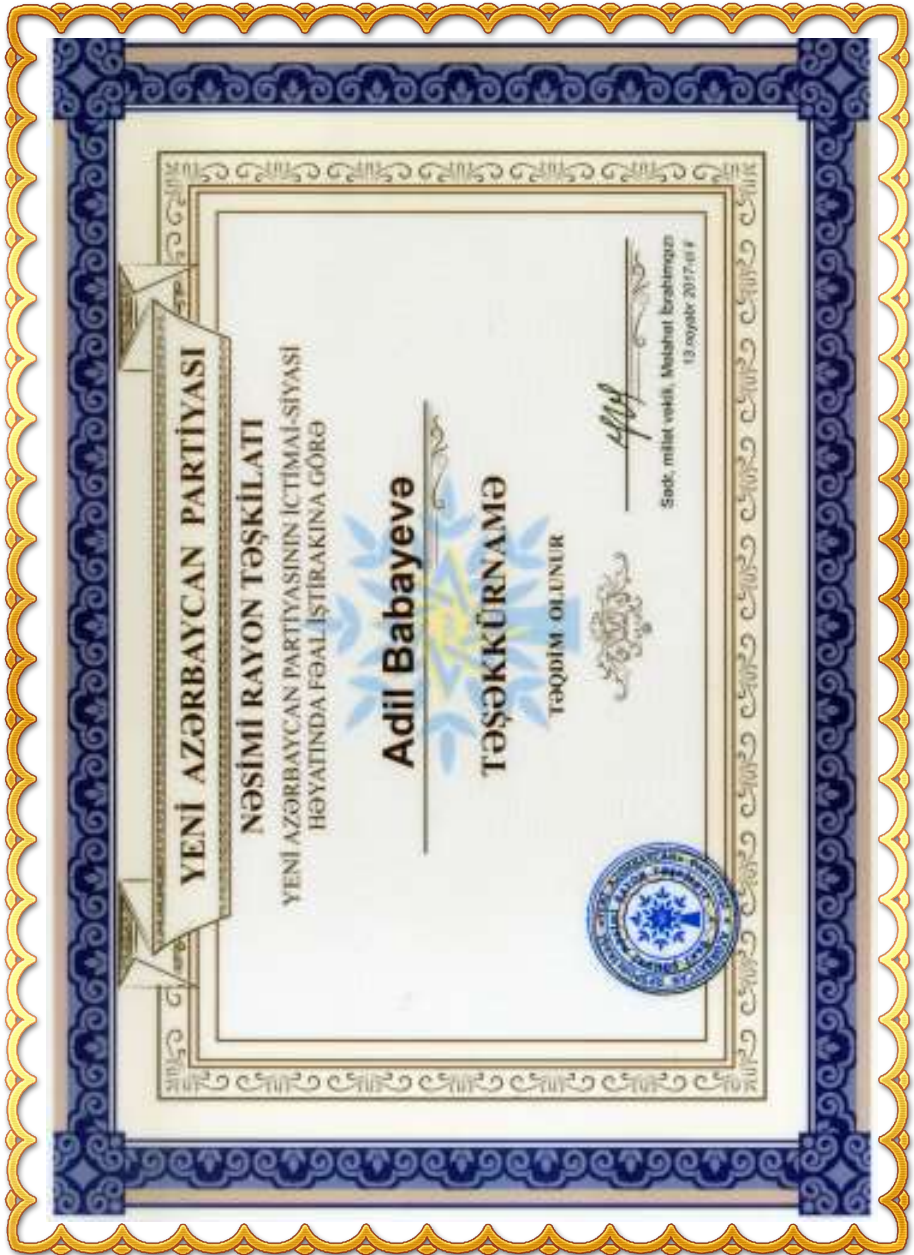 YENİ AZƏRBAYCAN PARTİYASI
NƏSİMİ RAYON TƏŞKİLATI
YENİ AZƏRBAYCAN PARTİYASININ İCTİMAİ-SİYASİ
HƏYATINDA FƏAL İŞTİRAKINA GÖRƏ
Adil Babayevə
TƏŞƏKKÜRNAMƏ
TƏQDİM OLUNUR
Sədr, millət vəkili, Məlahət İbrahimqızı
13 noyabr 2017-ci il